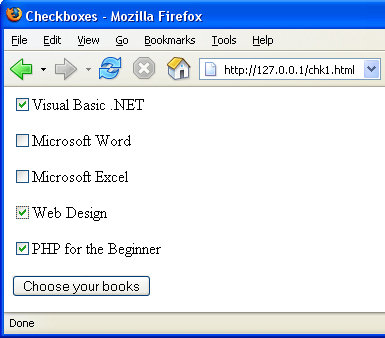 Checkboxes - Mozilla Firefox
File Edit View Go Bookmarks Tools Help
http://127.0.0.1/chk1.html
Visual Basic .NET
Microsoft Word
Microsoft Excel
Web Design
PHP for the Beginner
Choose your books
Done